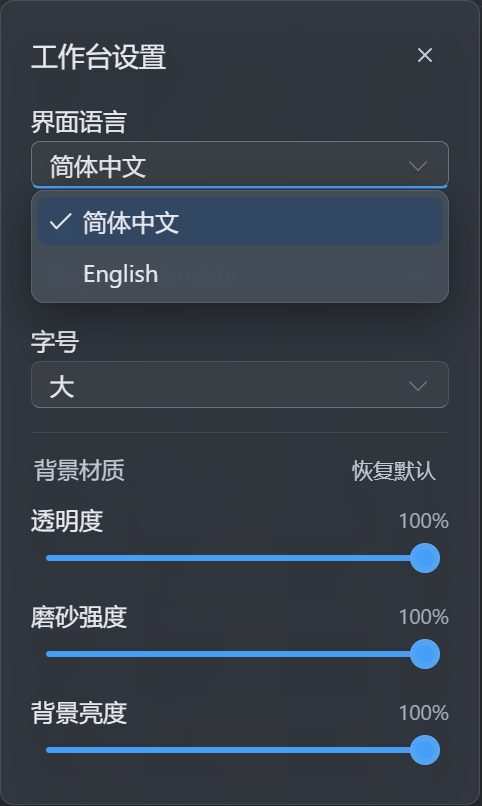 工作台设置
界面语言
简体中文
简体中文
English
字号
大
背景材质 恢复默认
透明度 100%
磨砂强度 100%
背景亮度 100%